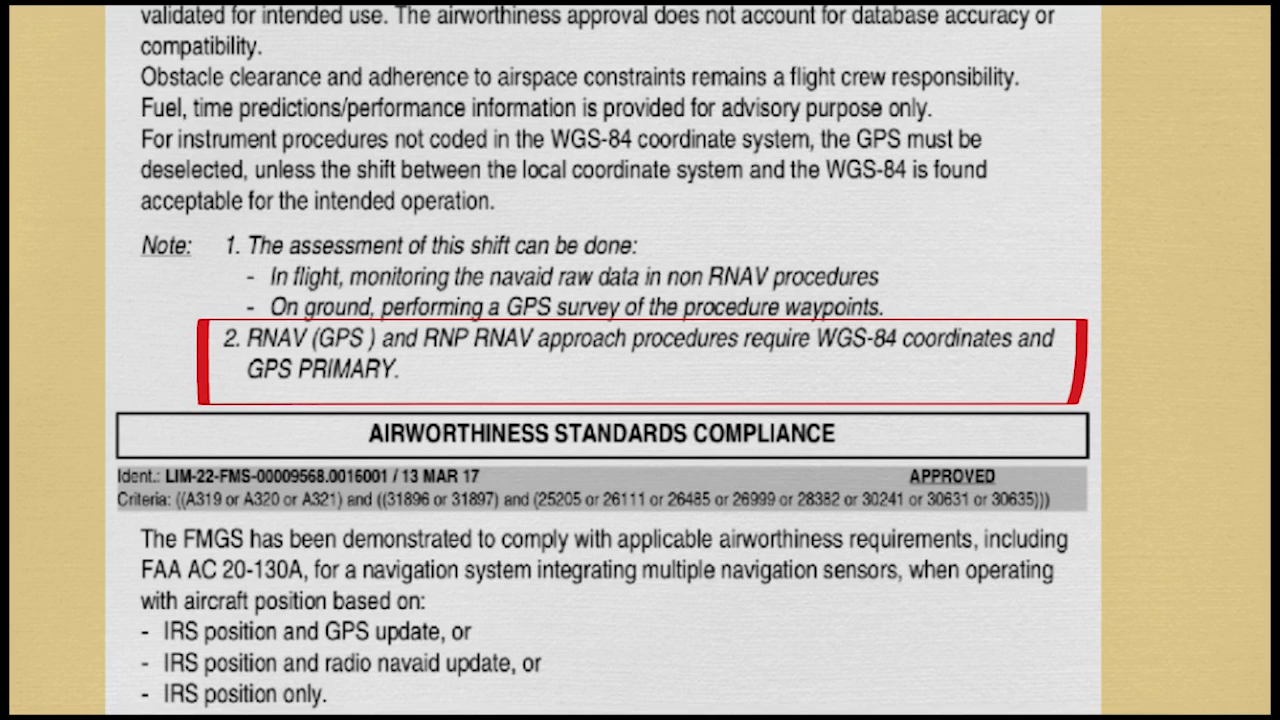 validated for intended use. The airworthiness approval does not account for database accuracy or
compatibility.
Obstacle clearance and adherence to airspace constraints remains a flight crew responsibility.
Fuel, time predictions/performance information is provided for advisory purpose only.
For instrument procedures not coded in the WGS-84 coordinate system, the GPS must be
deselected, unless the shift between the local coordinate system and the WGS-84 is found
acceptable for the intended operation.
Note: 1. The assessment of this shift can be done:
- In flight, monitoring the navaid raw data in non RNAV procedures
- On ground, performing a GPS survey of the procedure waypoints.
2. RNAV (GPS ) and RNP RNAV approach procedures require WGS-84 coordinates and
GPS PRIMARY.
AIRWORTHINESS STANDARDS COMPLIANCE
Ident.: LIM-22-FMS-00009568.0016001 / 13 MAR 17 APPROVED
Criteria: ((A319 or A320 or A321) and ((31896 or 31897) and (25205 or 26111 or 26485 or 26999 or 28382 or 30241 or 30631 or 30635)))
The FMGS has been demonstrated to comply with applicable airworthiness requirements, including
FAA AC 20-130A, for a navigation system integrating multiple navigation sensors, when operating
with aircraft position based on:
- IRS position and GPS update, or
- IRS position and radio navaid update, or
- IRS position only.